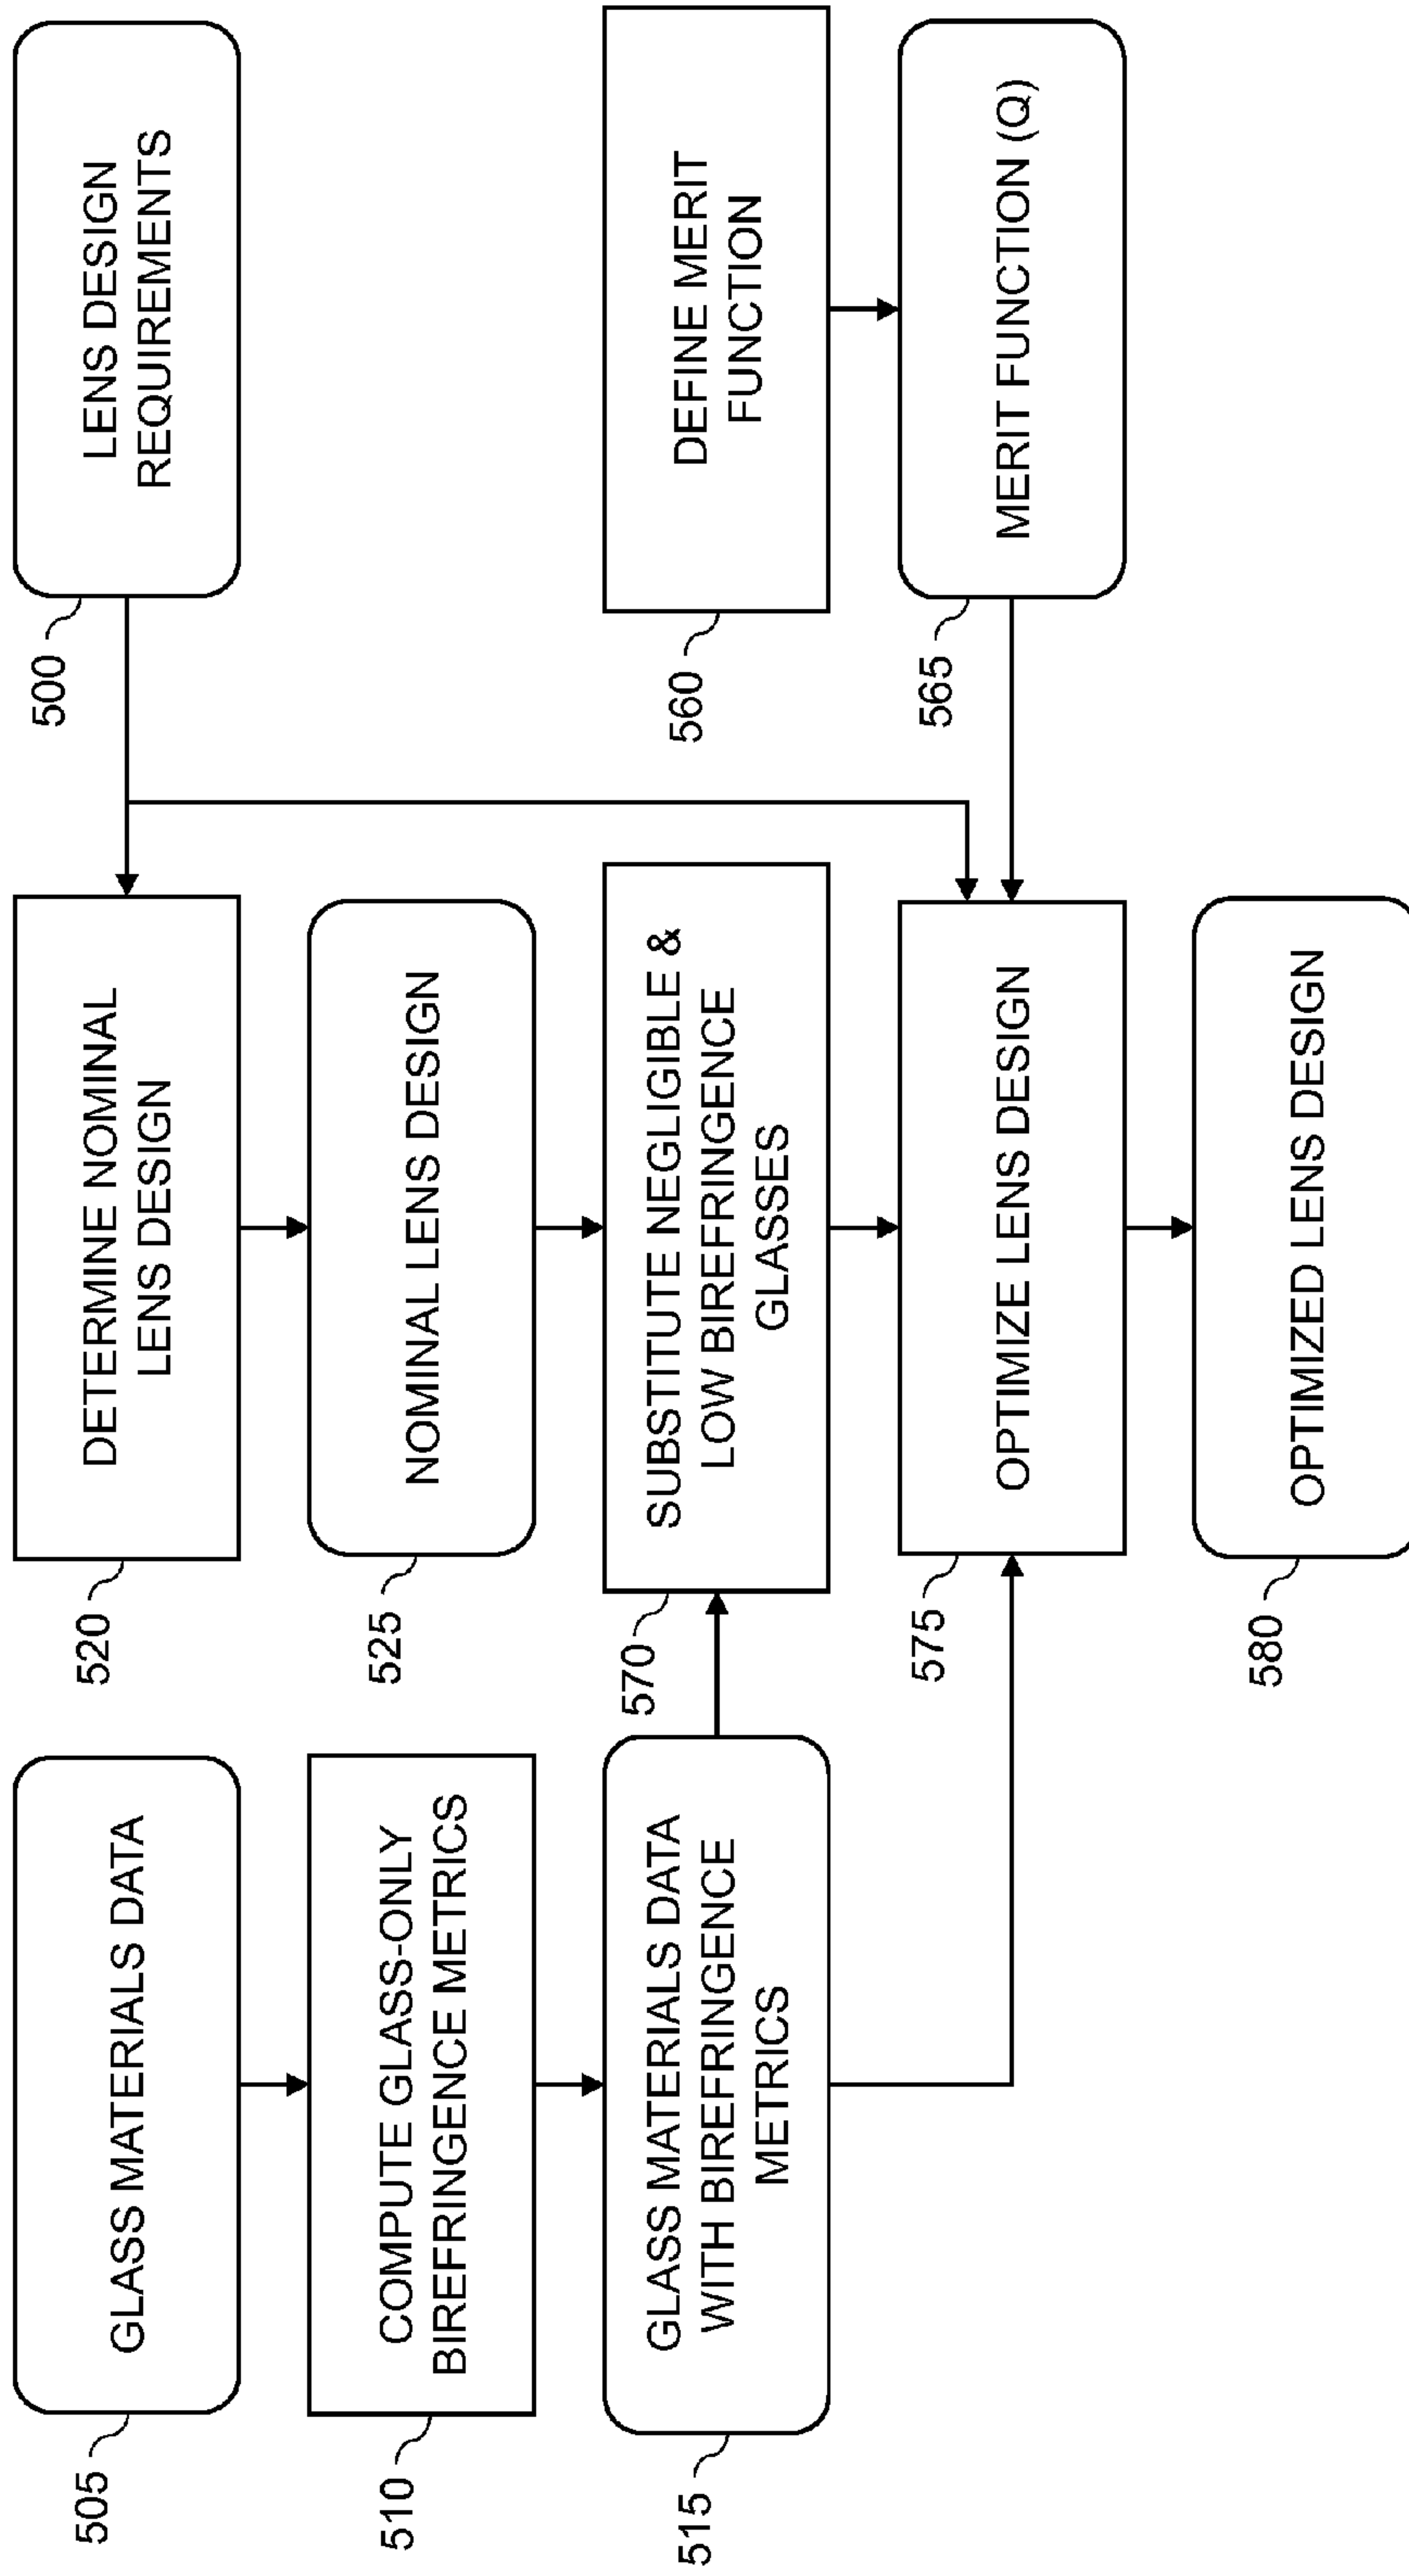 505
GLASS MATERIALS DATA
510
COMPUTE GLASS-ONLY
BIREFRINGENCE METRICS
515
GLASS MATERIALS DATA
WITH BIREFRINGENCE
METRICS
520
DETERMINE NOMINAL
LENS DESIGN
525
NOMINAL LENS DESIGN
570
SUBSTITUTE NEGLIGIBLE &
LOW BIREFRINGENCE
GLASSES
575
OPTIMIZE LENS DESIGN
580
OPTIMIZED LENS DESIGN
500
LENS DESIGN
REQUIREMENTS
560
DEFINE MERIT
FUNCTION
565
MERIT FUNCTION (Q)